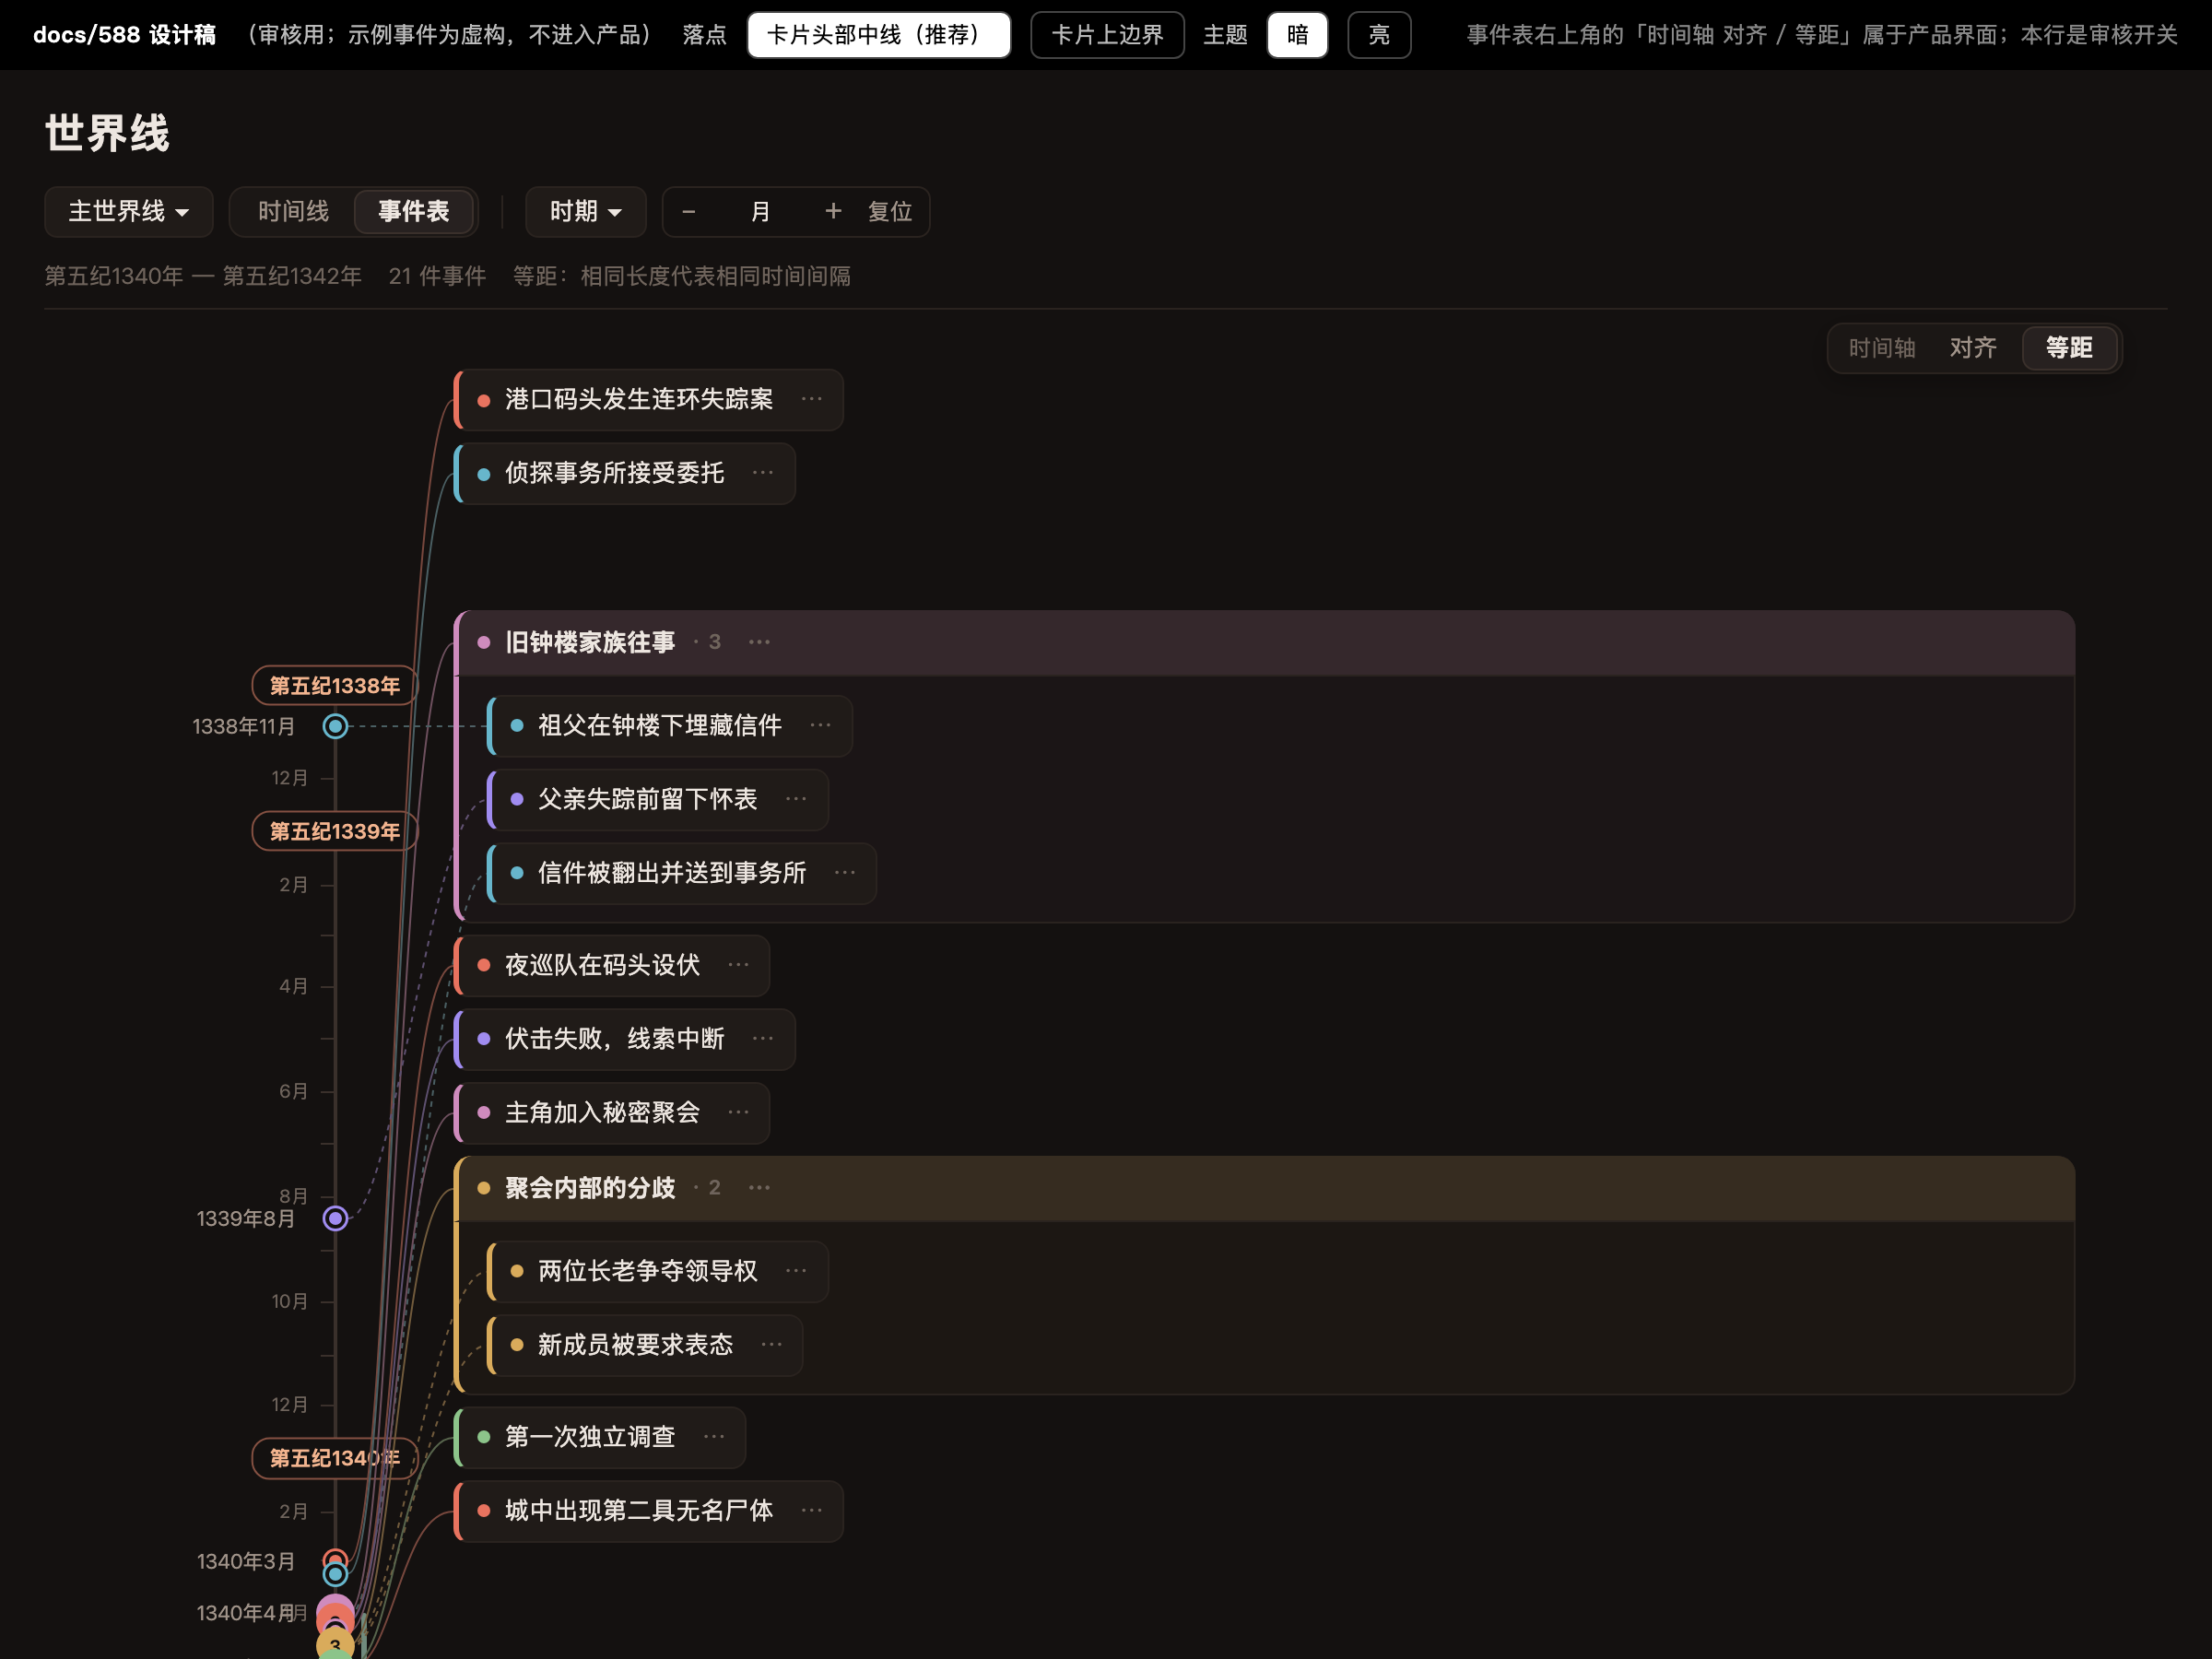 docs/588 设计稿 （审核用；示例事件为虚构，不进入产品） 落点 卡片头部中线（推荐） 卡片上边界 主题 暗 亮 事件表右上角的「时间轴 对齐 / 等距」属于产品界面；本行是审核开关
世界线
主世界线 时间线 事件表 时期 − 月 + 复位
第五纪1340年 — 第五纪1342年 21 件事件 等距：相同长度代表相同时间间隔
时间轴 对齐 等距
港口码头发生连环失踪案 ···
侦探事务所接受委托 ···
旧钟楼家族往事 · 3 ···
第五纪1338年
1338年11月 祖父在钟楼下埋藏信件 ···
12月
父亲失踪前留下怀表 ···
第五纪1339年
信件被翻出并送到事务所 ···
2月
夜巡队在码头设伏 ···
4月
伏击失败，线索中断 ···
6月
主角加入秘密聚会 ···
聚会内部的分歧 · 2 ···
8月
1339年8月
两位长老争夺领导权 ···
10月
新成员被要求表态 ···
12月
第一次独立调查 ···
第五纪1340年
2月
城中出现第二具无名尸体 ···
1340年3月
1340年4月
3